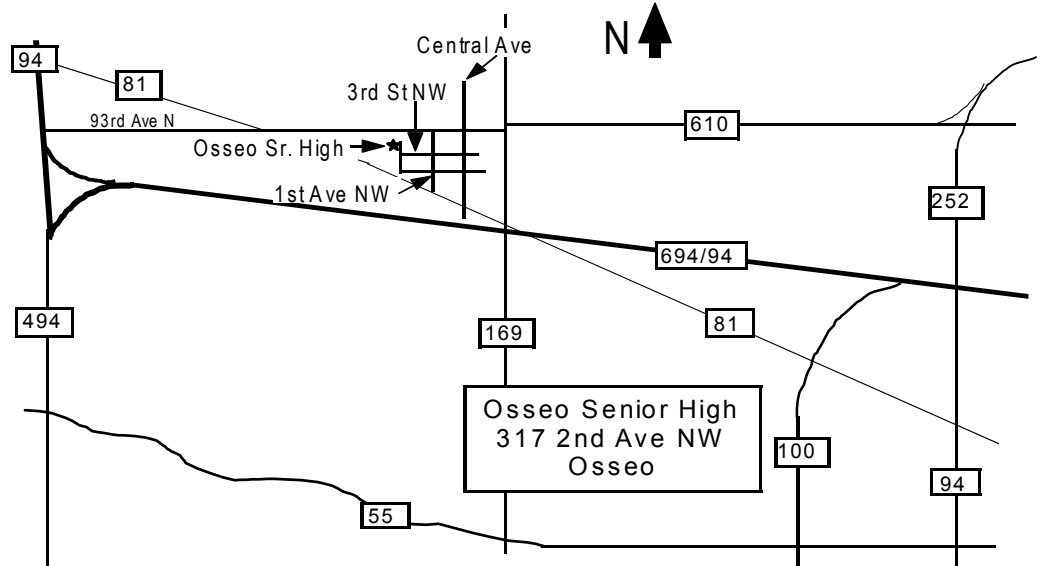 N
Central Ave
94
81
3rd St NW
93rd Ave N
610
Osseo Sr. High
1st Ave NW
252
694/94
494
81
169
Osseo Senior High
317 2nd Ave NW
Osseo
100
94
55